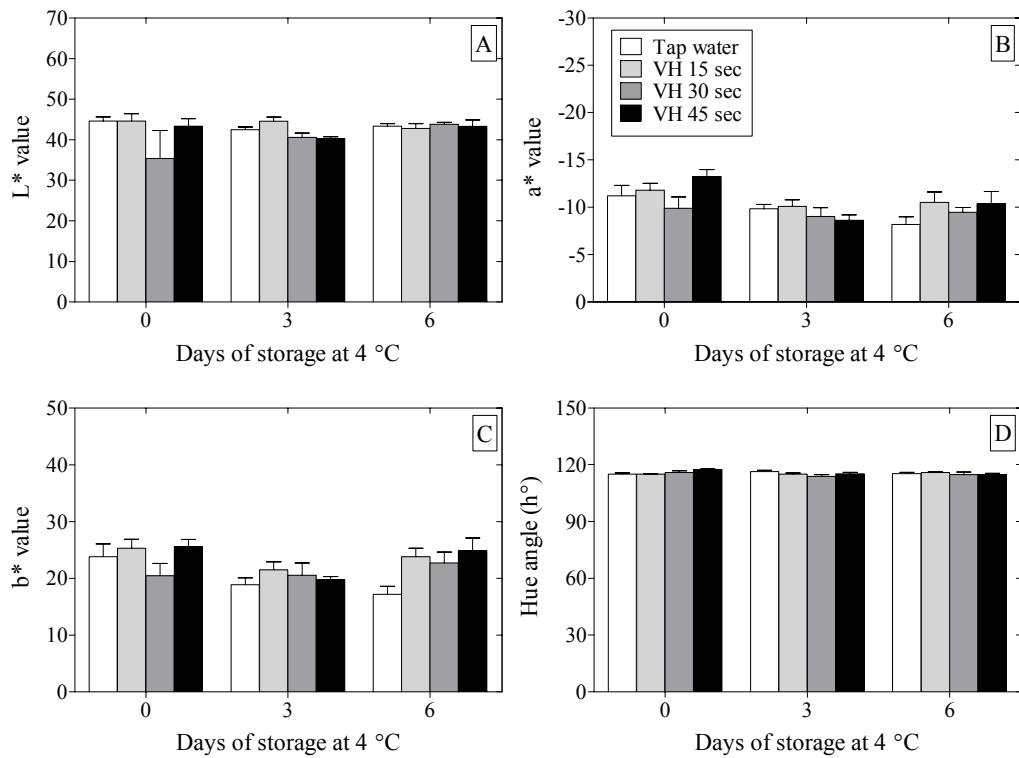 70
60
50
40
30
20
10
0
L* value
A
0 3 6
Days of storage at 4 °C
-30
-25
-20
-15
-10
-5
0
a* value
B
Tap water
VH 15 sec
VH 30 sec
VH 45 sec
0 3 6
Days of storage at 4 °C
50
40
30
20
10
0
b* value
C
0 3 6
Days of storage at 4 °C
150
120
90
60
30
0
Hue angle (h°)
D
0 3 6
Days of storage at 4 °C